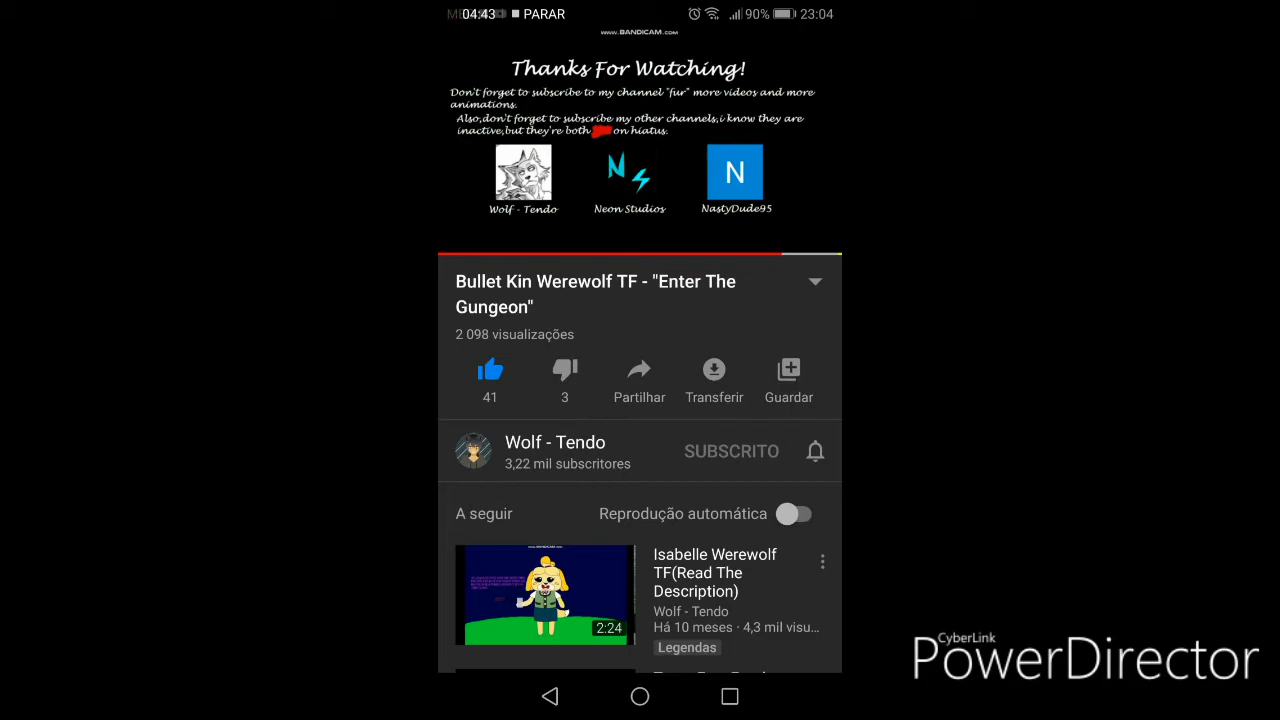 04:43 PARAR 90% 23:04
www.BANDICAM.com
Thanks For Watching!
Don't forget to subscribe to my channel "fur" more videos and more
animations.
Also,don't forget to subscribe my other channels,i know they are
inactive,but they're both on hiatus.
N
Wolf - Tendo Neon Studios NastyDude95
Bullet Kin Werewolf TF - "Enter The
Gungeon"
2 098 visualizações
41 3 Partilhar Transferir Guardar
Wolf - Tendo
3,22 mil subscritores
SUBSCRITO
A seguir Reprodução automática
Isabelle Werewolf
TF(Read The
Description)
Wolf - Tendo
Há 10 meses · 4,3 mil visu...
Legendas
2:24
CyberLink
PowerDirector